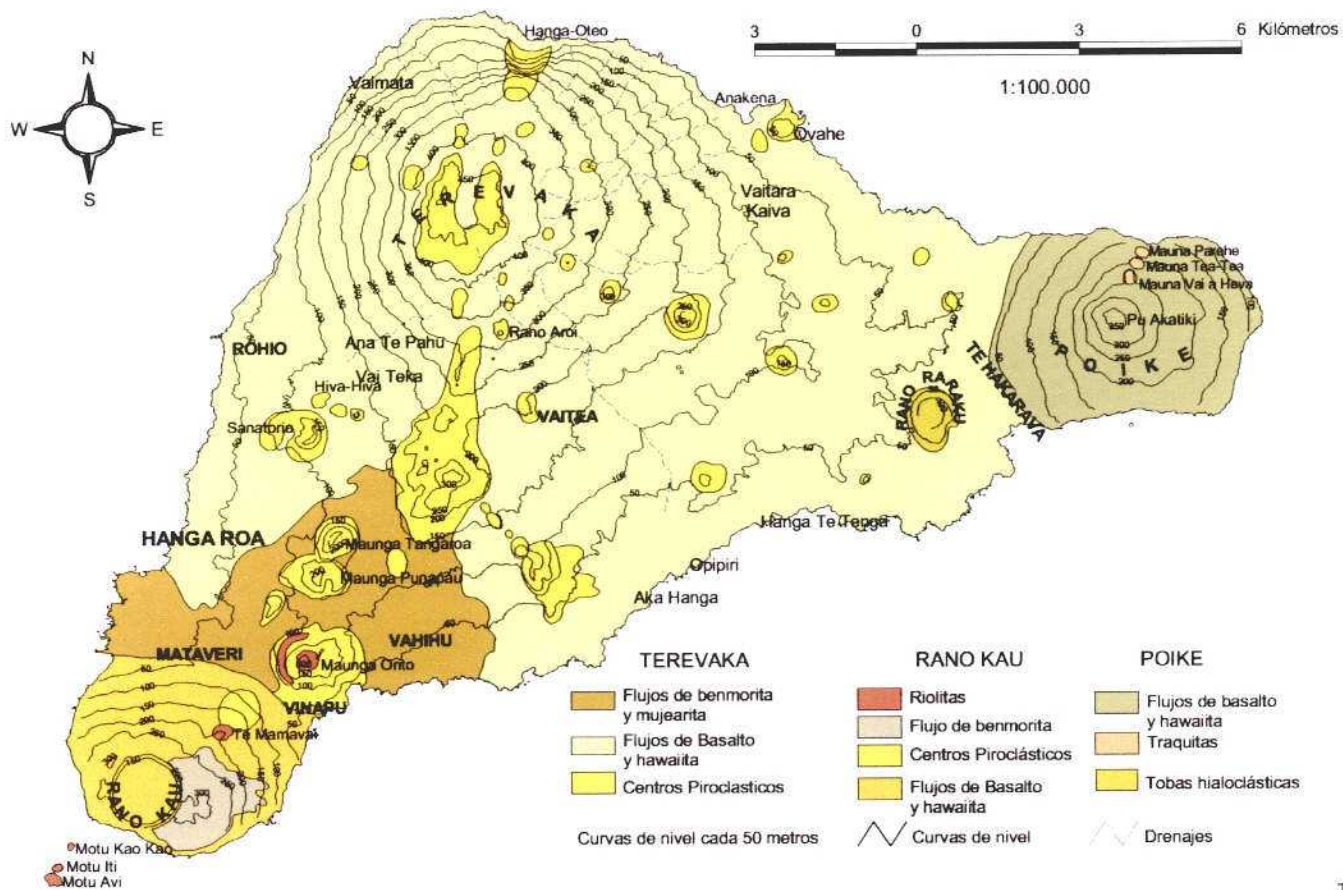 Hanga-Oteo
3 0 3 6 Kilómetros
1:100.000
N
W E
S
Vaimata
Anakena
Ovahe
TEREVAKA
Vaitara
Kaiva
Mauna Parehe
Mauna Tea-Tea
Mauna Vai a Heva
Pu Akatiki
POIKE
Rano Aroi
ROHIO
Ana Te Pahu
Vai Teka
Hiva-Hiva
VAITEA
RANO RARAKU
TE HAKARAVA
Sanatorio
HANGA ROA
Maunga Tangaroa
Hanga Te Tenga
Maunga Punapau
Opipiri
Aka Hanga
MATAVERI
VAHIHU
Maunga Orito
VINAPU
Te Mamavai
RANO KAU
Motu Kao Kao
Motu Iti
Motu Avi
TEREVAKA
Flujos de benmorita
y mujearita
Flujos de Basalto
y hawaiita
Centros Piroclasticos
Curvas de nivel cada 50 metros
RANO KAU
Riolitas
Flujo de benmorita
Centros Piroclásticos
Flujos de Basalto
y hawaiita
Curvas de nivel
POIKE
Flujos de basalto
y hawaiita
Traquitas
Tobas hialoclásticas
Drenajes